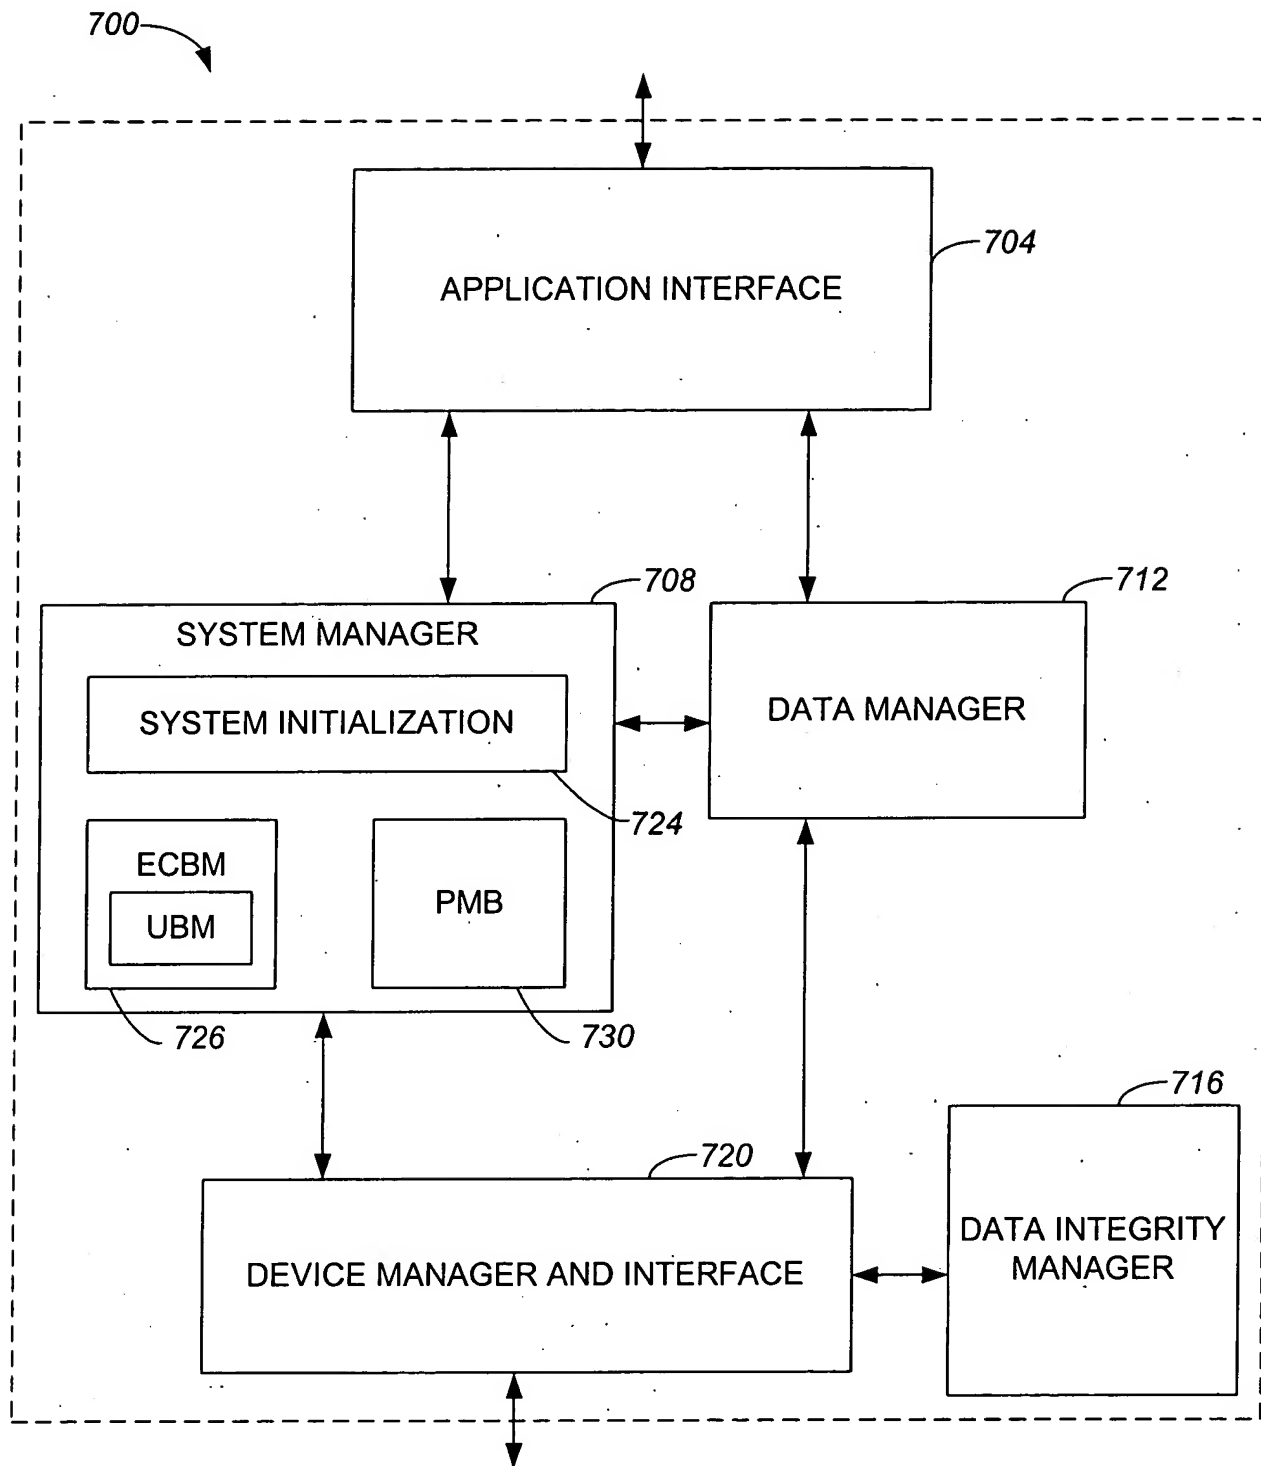 700
704
APPLICATION INTERFACE
708
712
SYSTEM MANAGER
SYSTEM INITIALIZATION
DATA MANAGER
724
ECBM
UBM
PMB
726
730
716
720
DATA INTEGRITY
MANAGER
DEVICE MANAGER AND INTERFACE